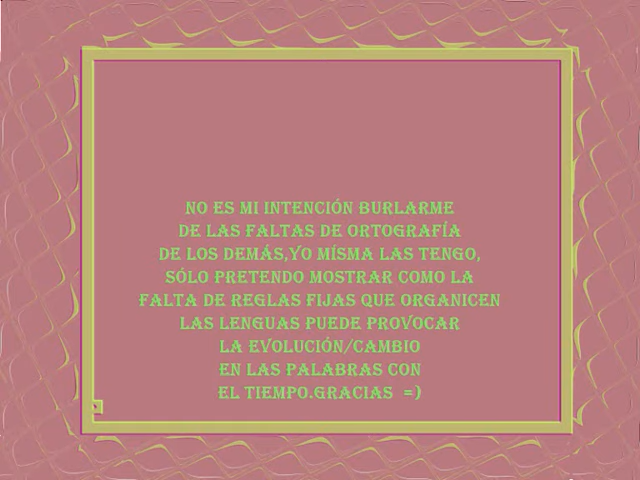 NO ES MI INTENCIÓN BURLARME
DE LAS FALTAS DE ORTOGRAFÍA
DE LOS DEMÁS,YO MÍSMA LAS TENGO,
SÓLO PRETENDO MOSTRAR COMO LA
FALTA DE REGLAS FIJAS QUE ORGANICEN
LAS LENGUAS PUEDE PROVOCAR
LA EVOLUCIÓN/CAMBIO
EN LAS PALABRAS CON
EL TIEMPO.GRACIAS =)